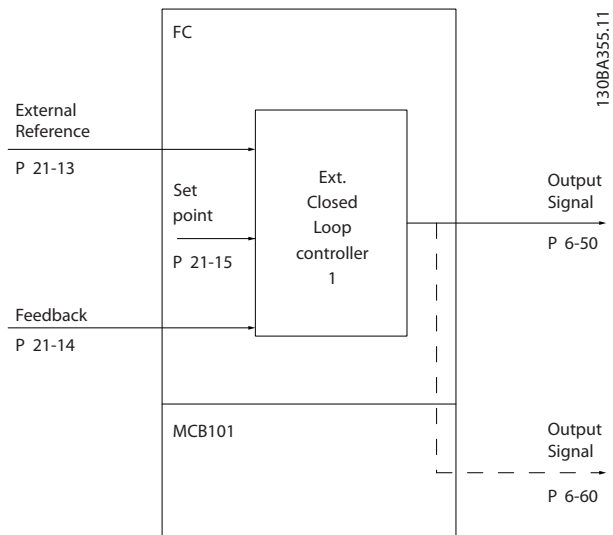 FC
130BA355.11
External
Reference
P 21-13
Set
point
P 21-15
Ext.
Closed
Loop
controller
1
Output
Signal
P 6-50
Feedback
P 21-14
MCB101
Output
Signal
P 6-60